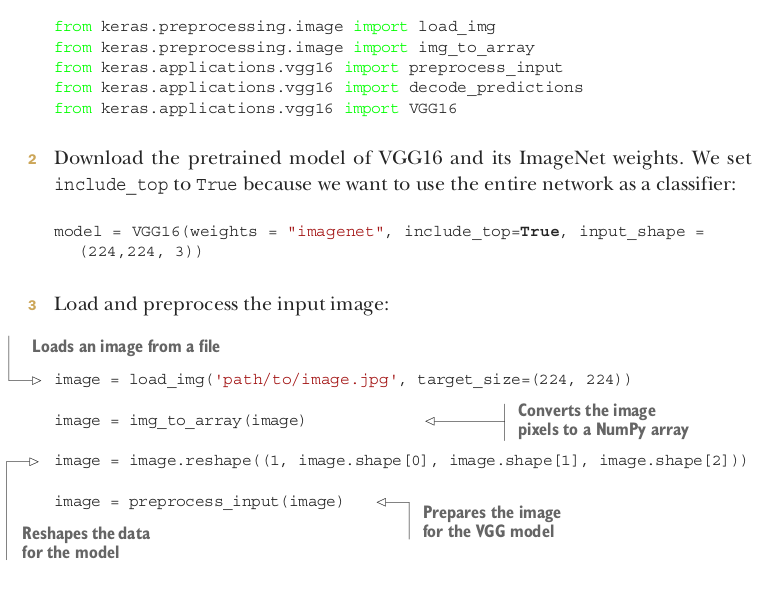 from keras.preprocessing.image import load_img
from keras.preprocessing.image import img_to_array
from keras.applications.vgg16 import preprocess_input
from keras.applications.vgg16 import decode_predictions
from keras.applications.vgg16 import VGG16
2 Download the pretrained model of VGG16 and its ImageNet weights. We set
include_top to True because we want to use the entire network as a classifier:
model = VGG16(weights = "imagenet", include_top=True, input_shape =
(224,224, 3))
3 Load and preprocess the input image:
Loads an image from a file
image = load_img('path/to/image.jpg', target_size=(224, 224))
image = img_to_array(image)
Converts the image
pixels to a NumPy array
image = image.reshape((1, image.shape[0], image.shape[1], image.shape[2]))
image = preprocess_input(image)
Prepares the image
for the VGG model
Reshapes the data
for the model